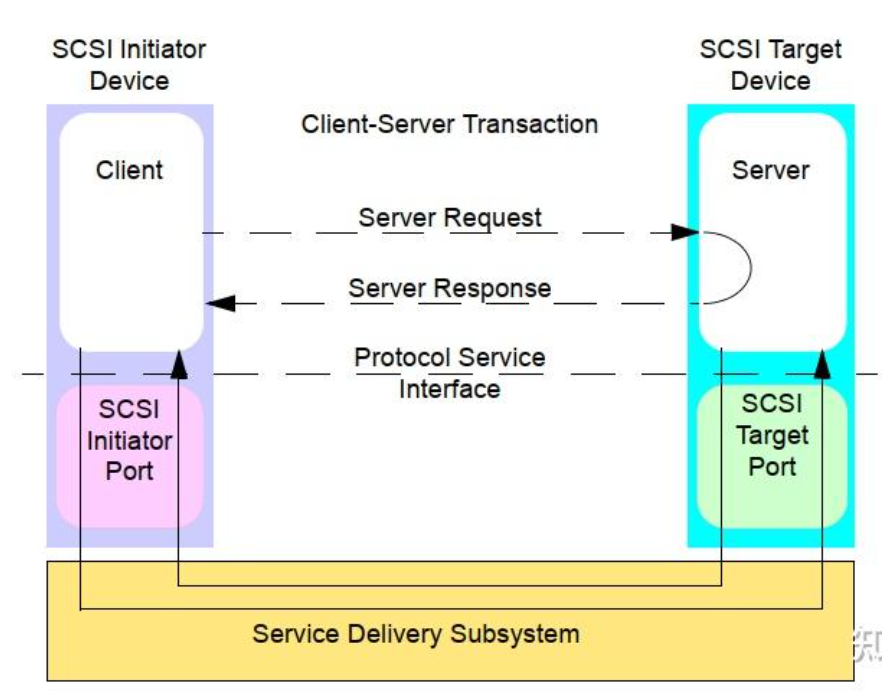 SCSI Initiator
Device
SCSI Target
Device
Client-Server Transaction
Client
Server
Server Request
Server Response
Protocol Service
Interface
SCSI
Initiator
Port
SCSI
Target
Port
Service Delivery Subsystem
知